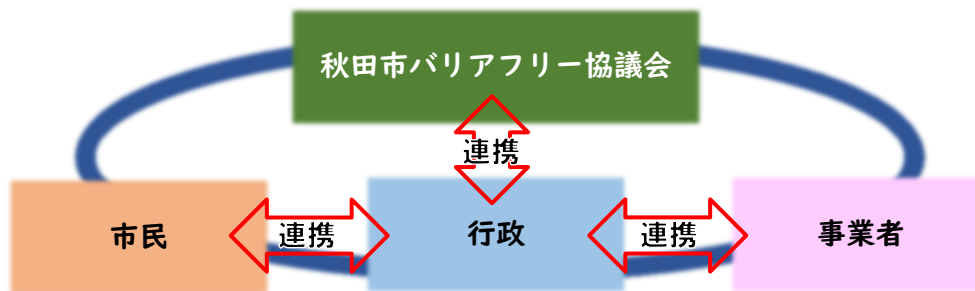 秋田市バリアフリー協議会
連携
市民
連携
行政
連携
事業者